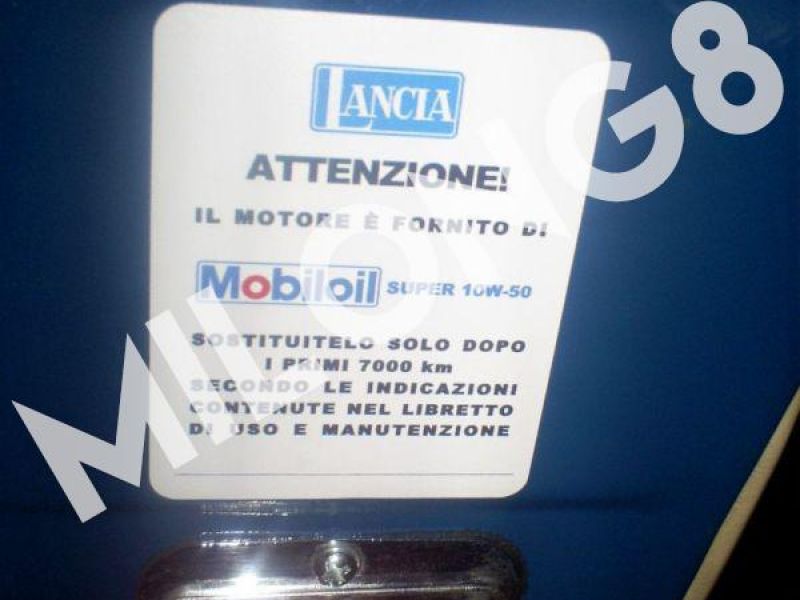 LANCIA
ATTENZIONE!
IL MOTORE È FORNITO DI
Mobiloil SUPER 10W-50
SOSTITUITELO SOLO DOPO
I PRIMI 7000 km
SECONDO LE INDICAZIONI
CONTENUTE NEL LIBRETTO
DI USO E MANUTENZIONE
MILONG8